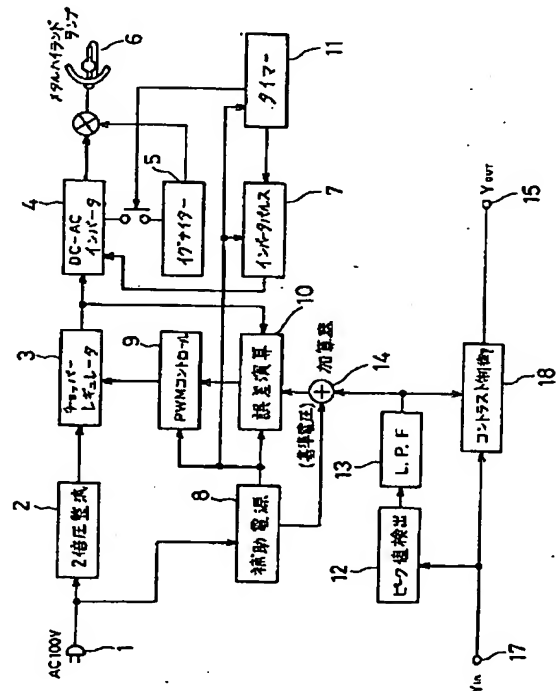 AC100V
1
2
2倍圧整流
3
チョッパー
レギュレータ
4
DC-AC
インバータ
メタルハイランド
ランプ
6
5
イグナイター
11
タイマー
7
インバータパルス
9
PWMコントロール
10
誤差演算
8
補助電源
(基準電圧)
加算器
14
13
L.P.F
12
ピーク値検出
18
コントラスト制御
YOUT
15
Yin
17